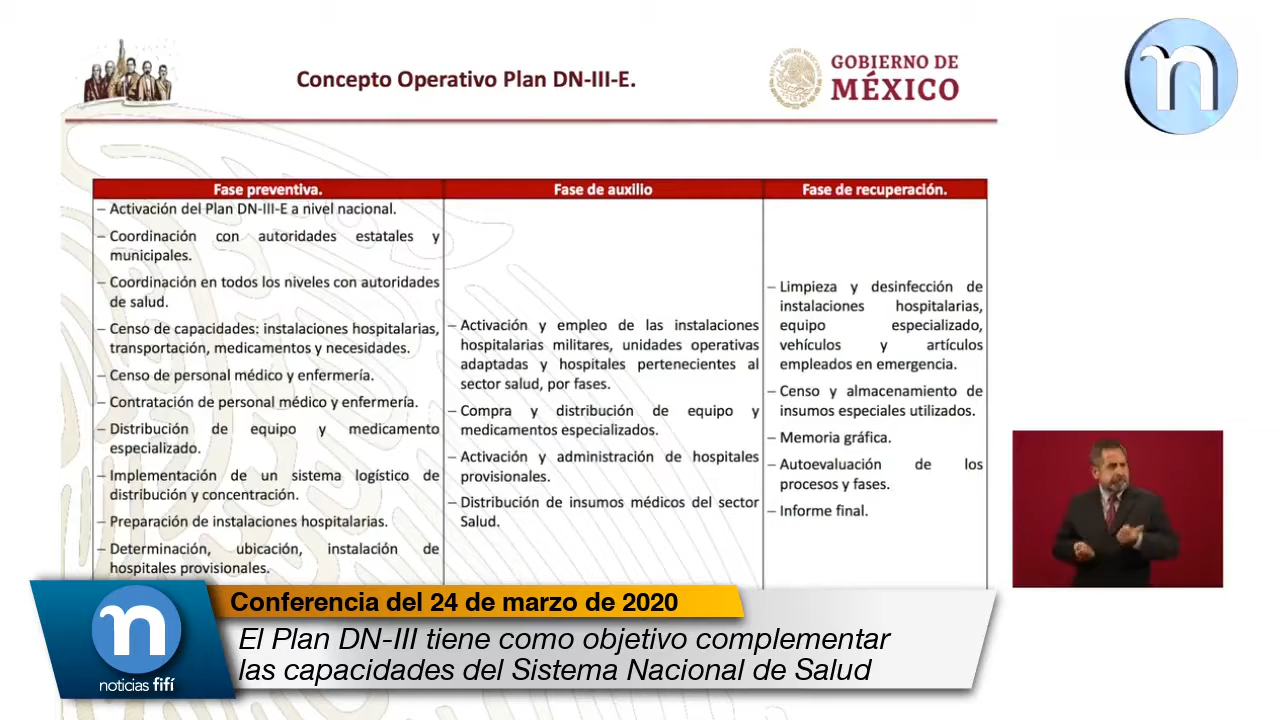 Concepto Operativo Plan DN-III-E.
GOBIERNO DE
MÉXICO
n
Fase preventiva.
– Activación del Plan DN-III-E a nivel nacional.
– Coordinación con autoridades estatales y
municipales.
– Coordinación en todos los niveles con autoridades
de salud.
– Censo de capacidades: instalaciones hospitalarias,
transportación, medicamentos y necesidades.
– Censo de personal médico y enfermería.
– Contratación de personal médico y enfermería.
– Distribución de equipo y medicamento
especializado.
– Implementación de un sistema logístico de
distribución y concentración.
– Preparación de instalaciones hospitalarias.
– Determinación, ubicación, instalación de
hospitales provisionales.
Fase de auxilio
– Activación y empleo de las instalaciones
hospitalarias militares, unidades operativas
adaptadas y hospitales pertenecientes al
sector salud, por fases.
– Compra y distribución de equipo y
medicamentos especializados.
– Activación y administración de hospitales
provisionales.
– Distribución de insumos médicos del sector
Salud.
Fase de recuperación.
– Limpieza y desinfección de
instalaciones hospitalarias,
equipo especializado,
vehículos y artículos
empleados en emergencia.
– Censo y almacenamiento de
insumos especiales utilizados.
– Memoria gráfica.
– Autoevaluación de los
procesos y fases.
– Informe final.
n
noticias fifí
Conferencia del 24 de marzo de 2020
El Plan DN-III tiene como objetivo complementar
las capacidades del Sistema Nacional de Salud